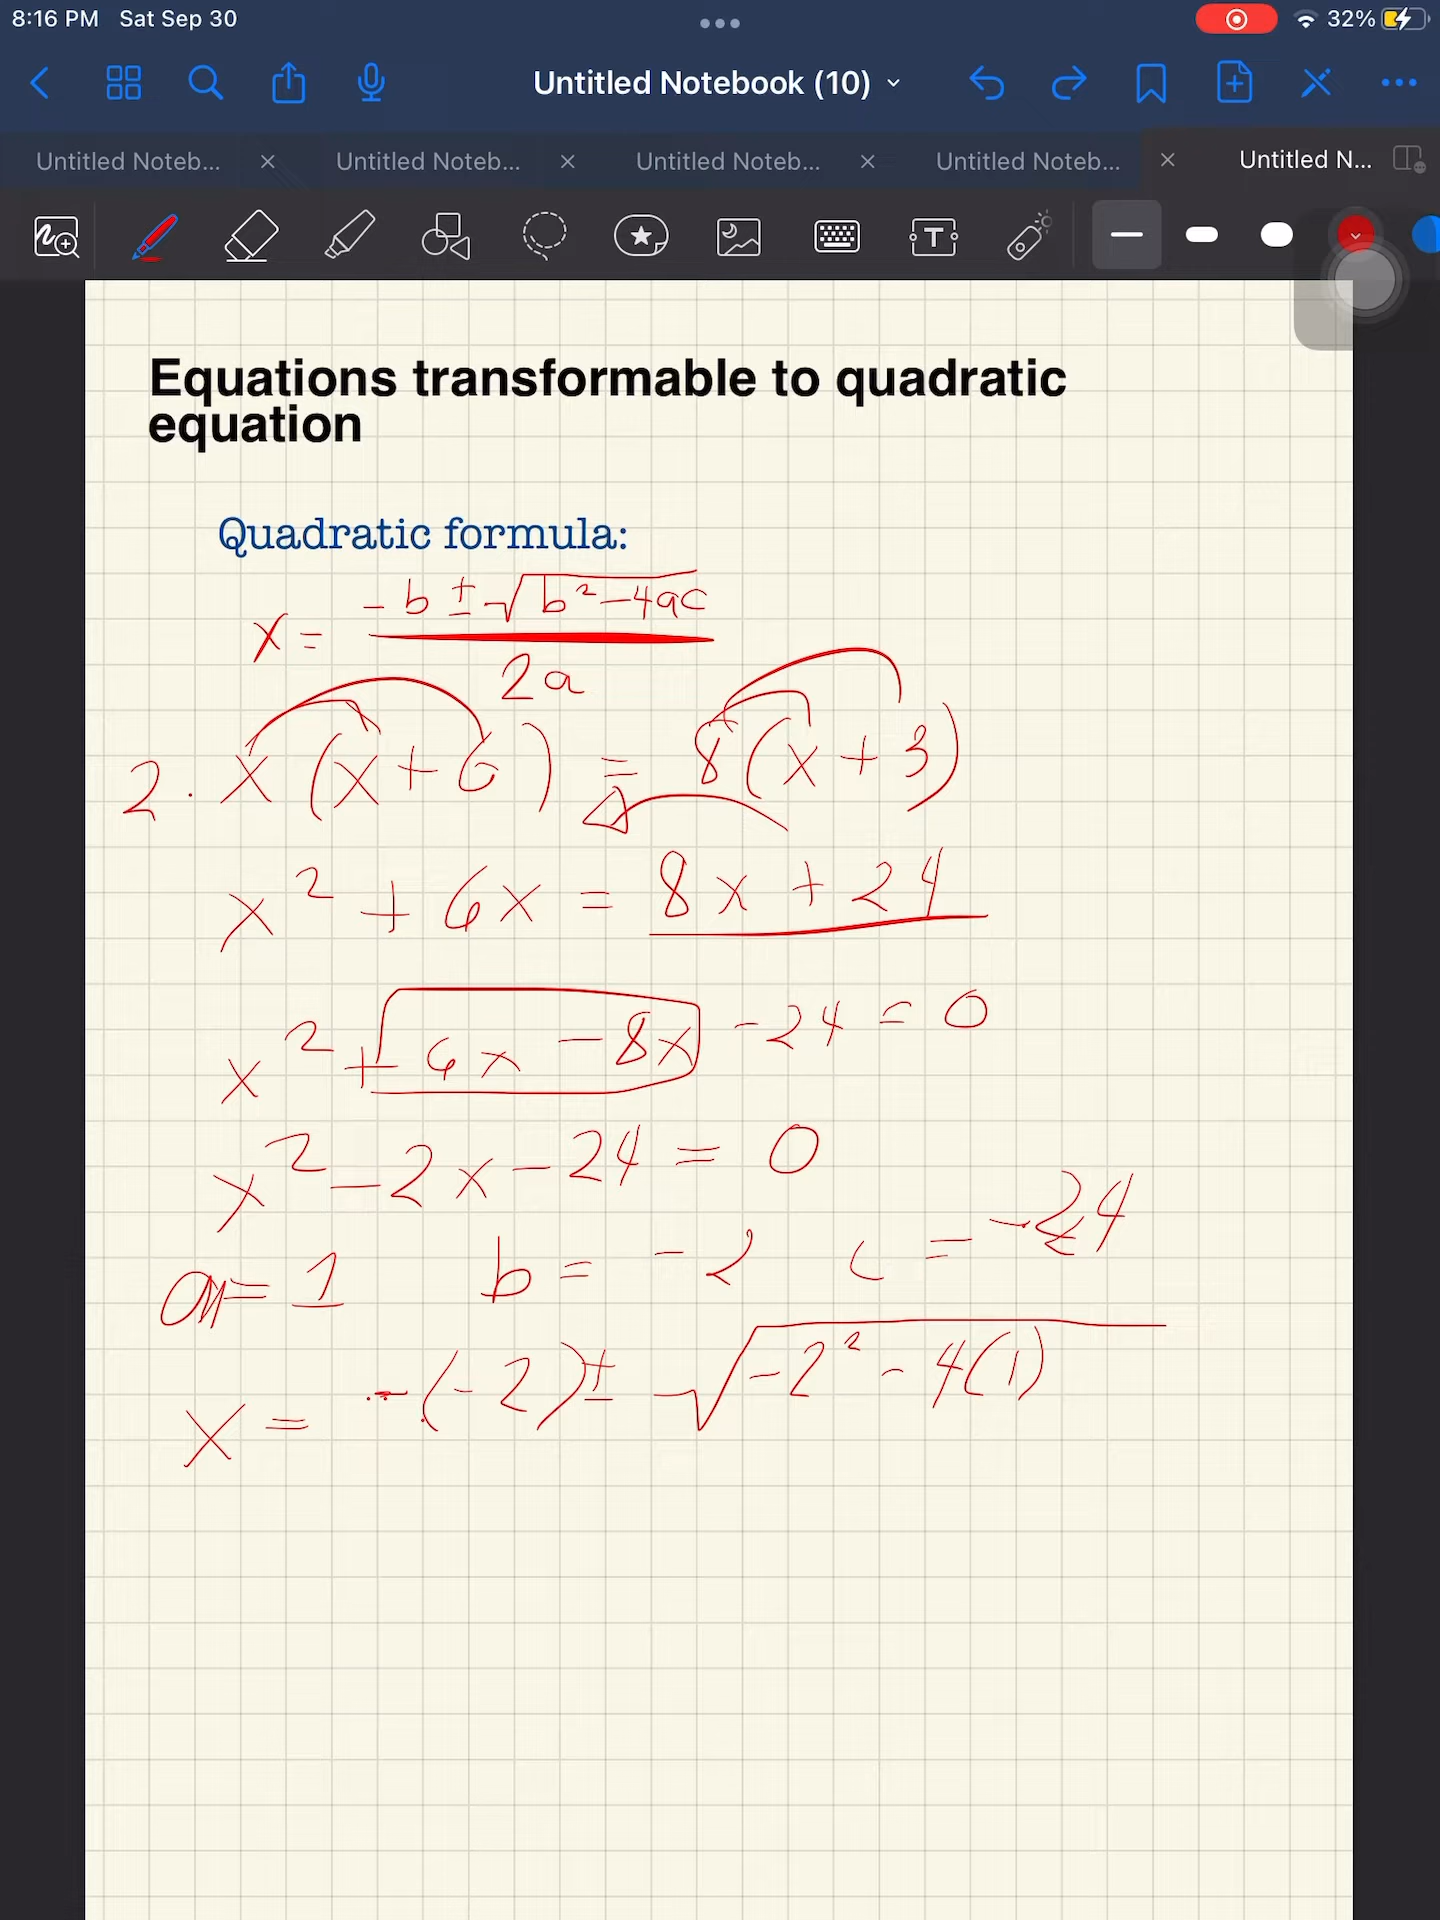 8:16 PM Sat Sep 30 32%
Untitled Notebook (10)
Untitled Noteb... Untitled Noteb... Untitled Noteb... Untitled Noteb... Untitled N...
T
Equations transformable to quadratic
equation
Quadratic formula:
x = -b ± √b² - 4ac
2a
2. x (x + 6) = 8 (x + 3)
x² + 6x = 8x + 24
x² + 6x - 8x - 24 = 0
x² - 2x - 24 = 0
a = 1 b = -2 c = -24
x = -(-2) ± √-2² - 4(1)